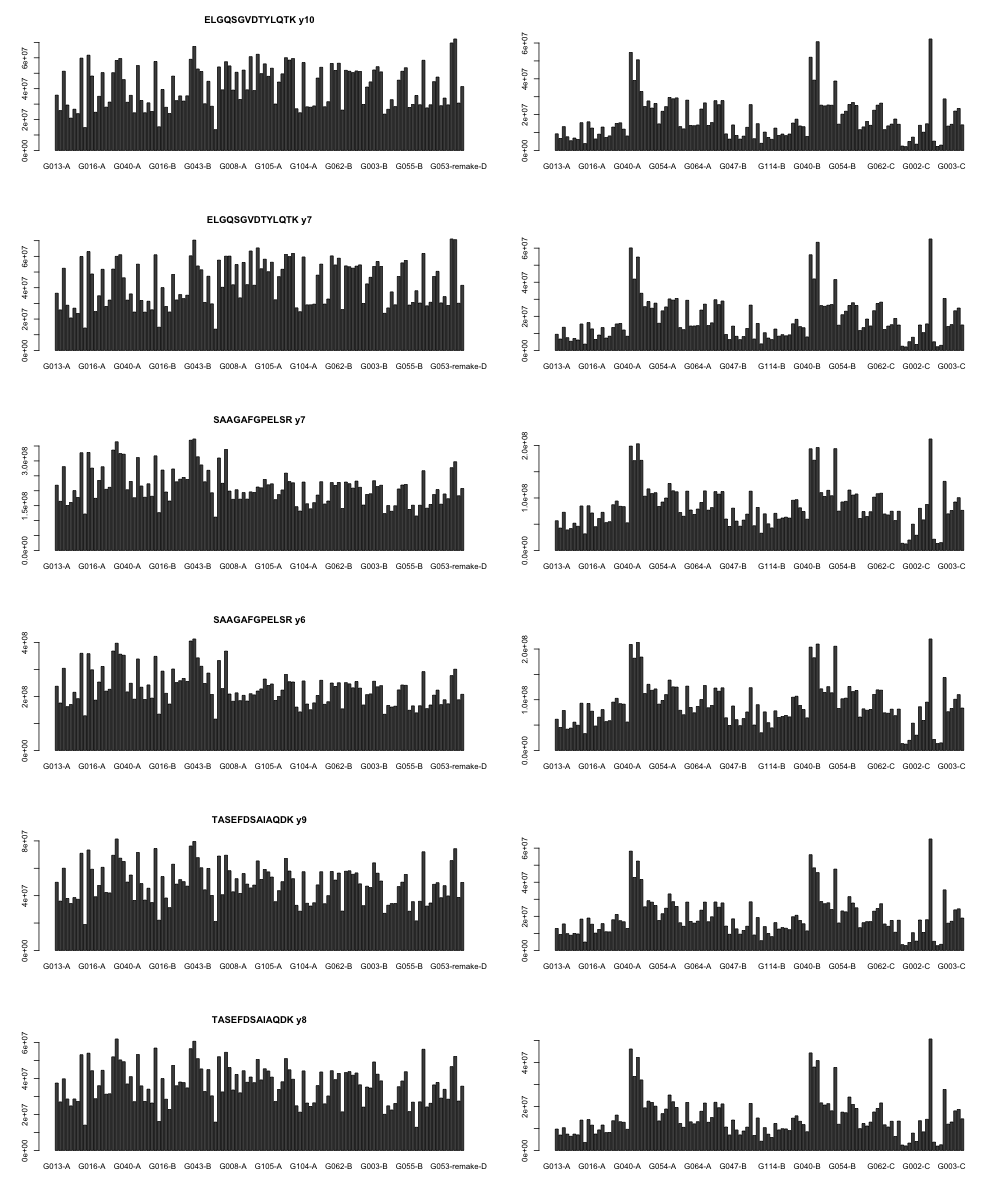 ELGQSGVDTYLQTK y10
0e+00 2e+07 4e+07 6e+07
G013-A G016-A G040-A G016-B G043-B G008-A G105-A G104-A G062-B G003-B G055-B G053-remake-D
0e+00 2e+07 4e+07 6e+07
G013-A G016-A G040-A G054-A G064-A G047-B G114-B G040-B G054-B G062-C G002-C G003-C
ELGQSGVDTYLQTK y7
0e+00 2e+07 4e+07 6e+07
G013-A G016-A G040-A G016-B G043-B G008-A G105-A G104-A G062-B G003-B G055-B G053-remake-D
0e+00 2e+07 4e+07 6e+07
G013-A G016-A G040-A G054-A G064-A G047-B G114-B G040-B G054-B G062-C G002-C G003-C
SAAGAFGPELSR y7
0.0e+00 1.5e+08 3.0e+08
G013-A G016-A G040-A G016-B G043-B G008-A G105-A G104-A G062-B G003-B G055-B G053-remake-D
0.0e+00 1.0e+08 2.0e+08
G013-A G016-A G040-A G054-A G064-A G047-B G114-B G040-B G054-B G062-C G002-C G003-C
SAAGAFGPELSR y6
0e+00 2e+08 4e+08
G013-A G016-A G040-A G016-B G043-B G008-A G105-A G104-A G062-B G003-B G055-B G053-remake-D
0.0e+00 1.0e+08 2.0e+08
G013-A G016-A G040-A G054-A G064-A G047-B G114-B G040-B G054-B G062-C G002-C G003-C
TASEFDSAIAQDK y9
0e+00 4e+07 8e+07
G013-A G016-A G040-A G016-B G043-B G008-A G105-A G104-A G062-B G003-B G055-B G053-remake-D
0e+00 2e+07 4e+07 6e+07
G013-A G016-A G040-A G054-A G064-A G047-B G114-B G040-B G054-B G062-C G002-C G003-C
TASEFDSAIAQDK y8
0e+00 2e+07 4e+07 6e+07
G013-A G016-A G040-A G016-B G043-B G008-A G105-A G104-A G062-B G003-B G055-B G053-remake-D
0e+00 2e+07 4e+07
G013-A G016-A G040-A G054-A G064-A G047-B G114-B G040-B G054-B G062-C G002-C G003-C